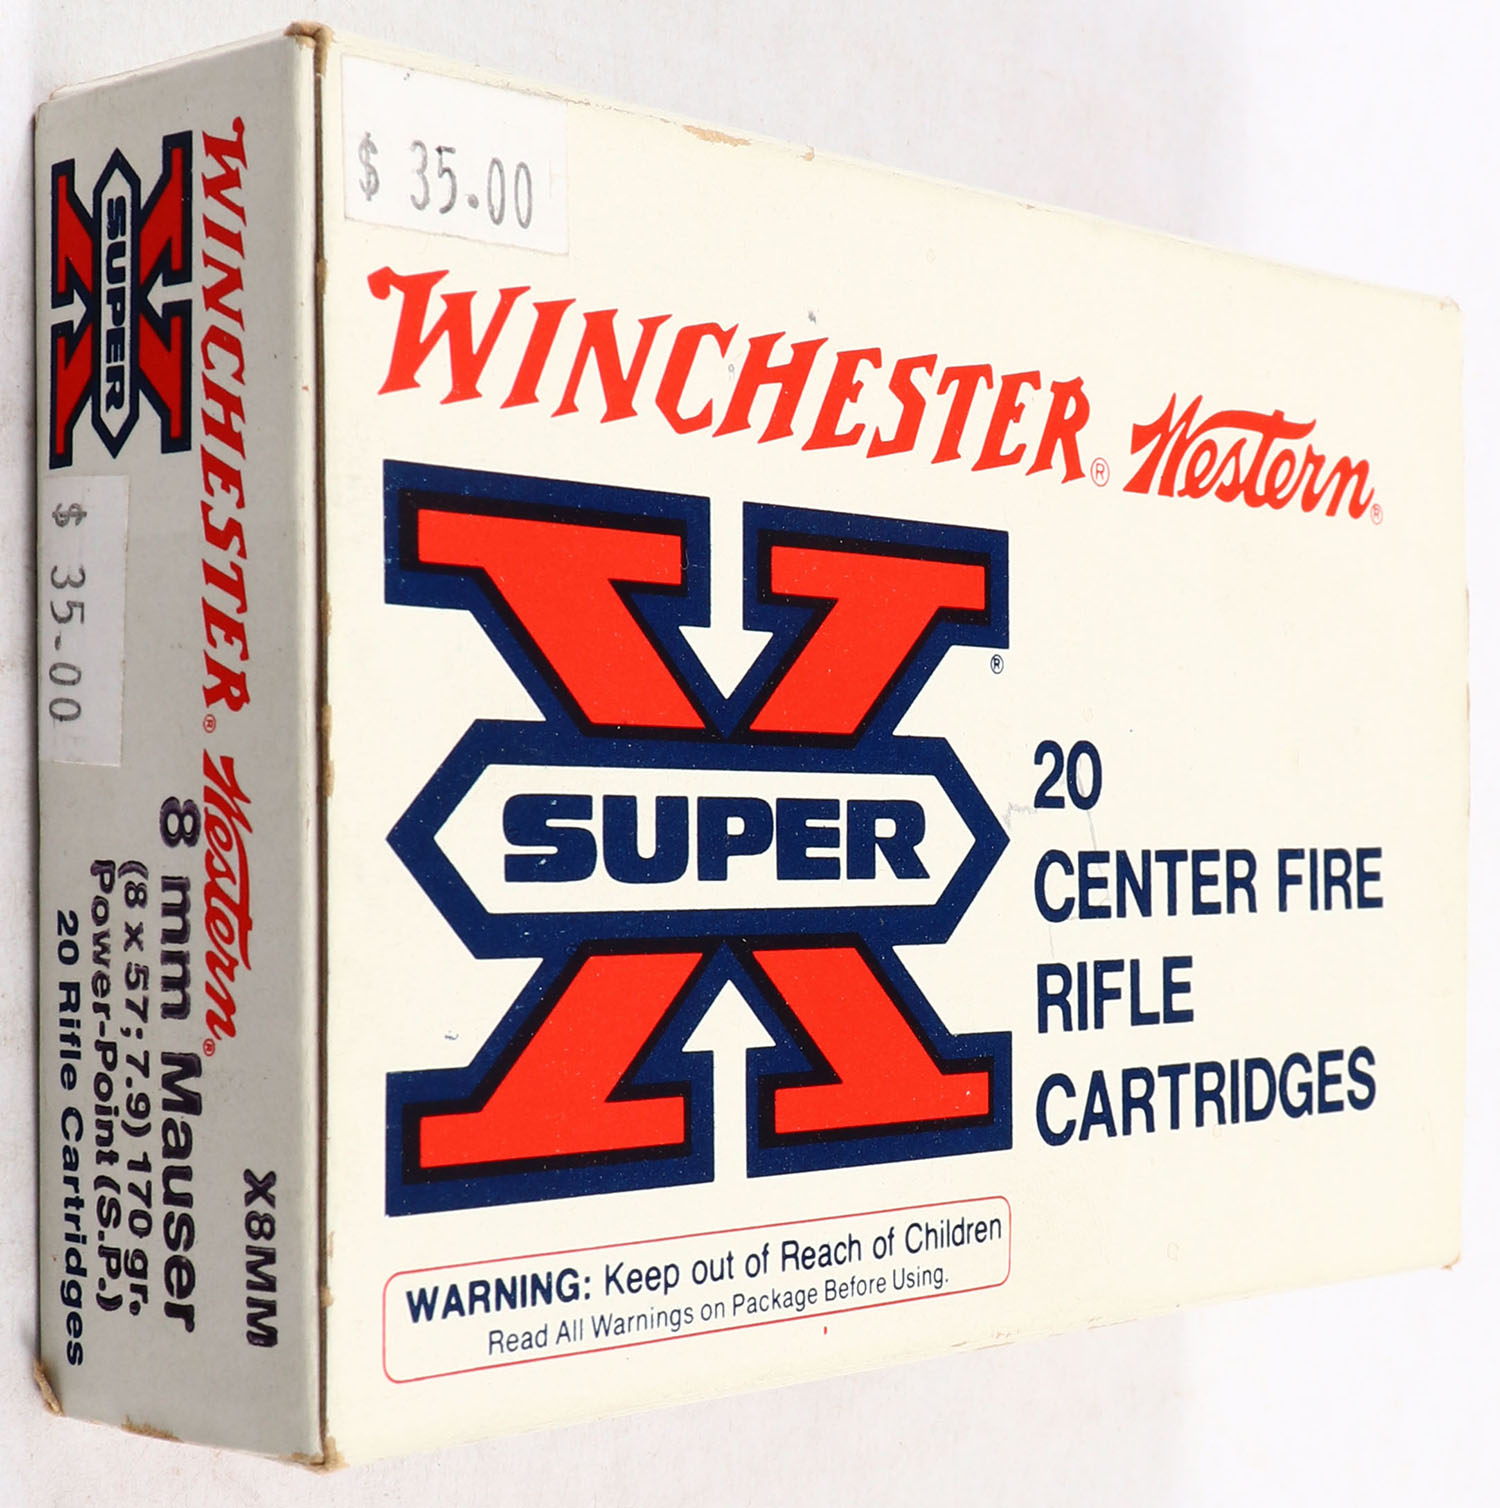 $ 35.00
WINCHESTER® Western®
SUPER X
®
20
CENTER FIRE
RIFLE
CARTRIDGES
WARNING: Keep out of Reach of Children
Read All Warnings on Package Before Using.
WINCHESTER® Western®
SUPER X
$ 35.00
X8MM
8 mm Mauser
(8 x 57; 7.9) 170 gr.
Power-Point (S.P.)
20 Rifle Cartridges